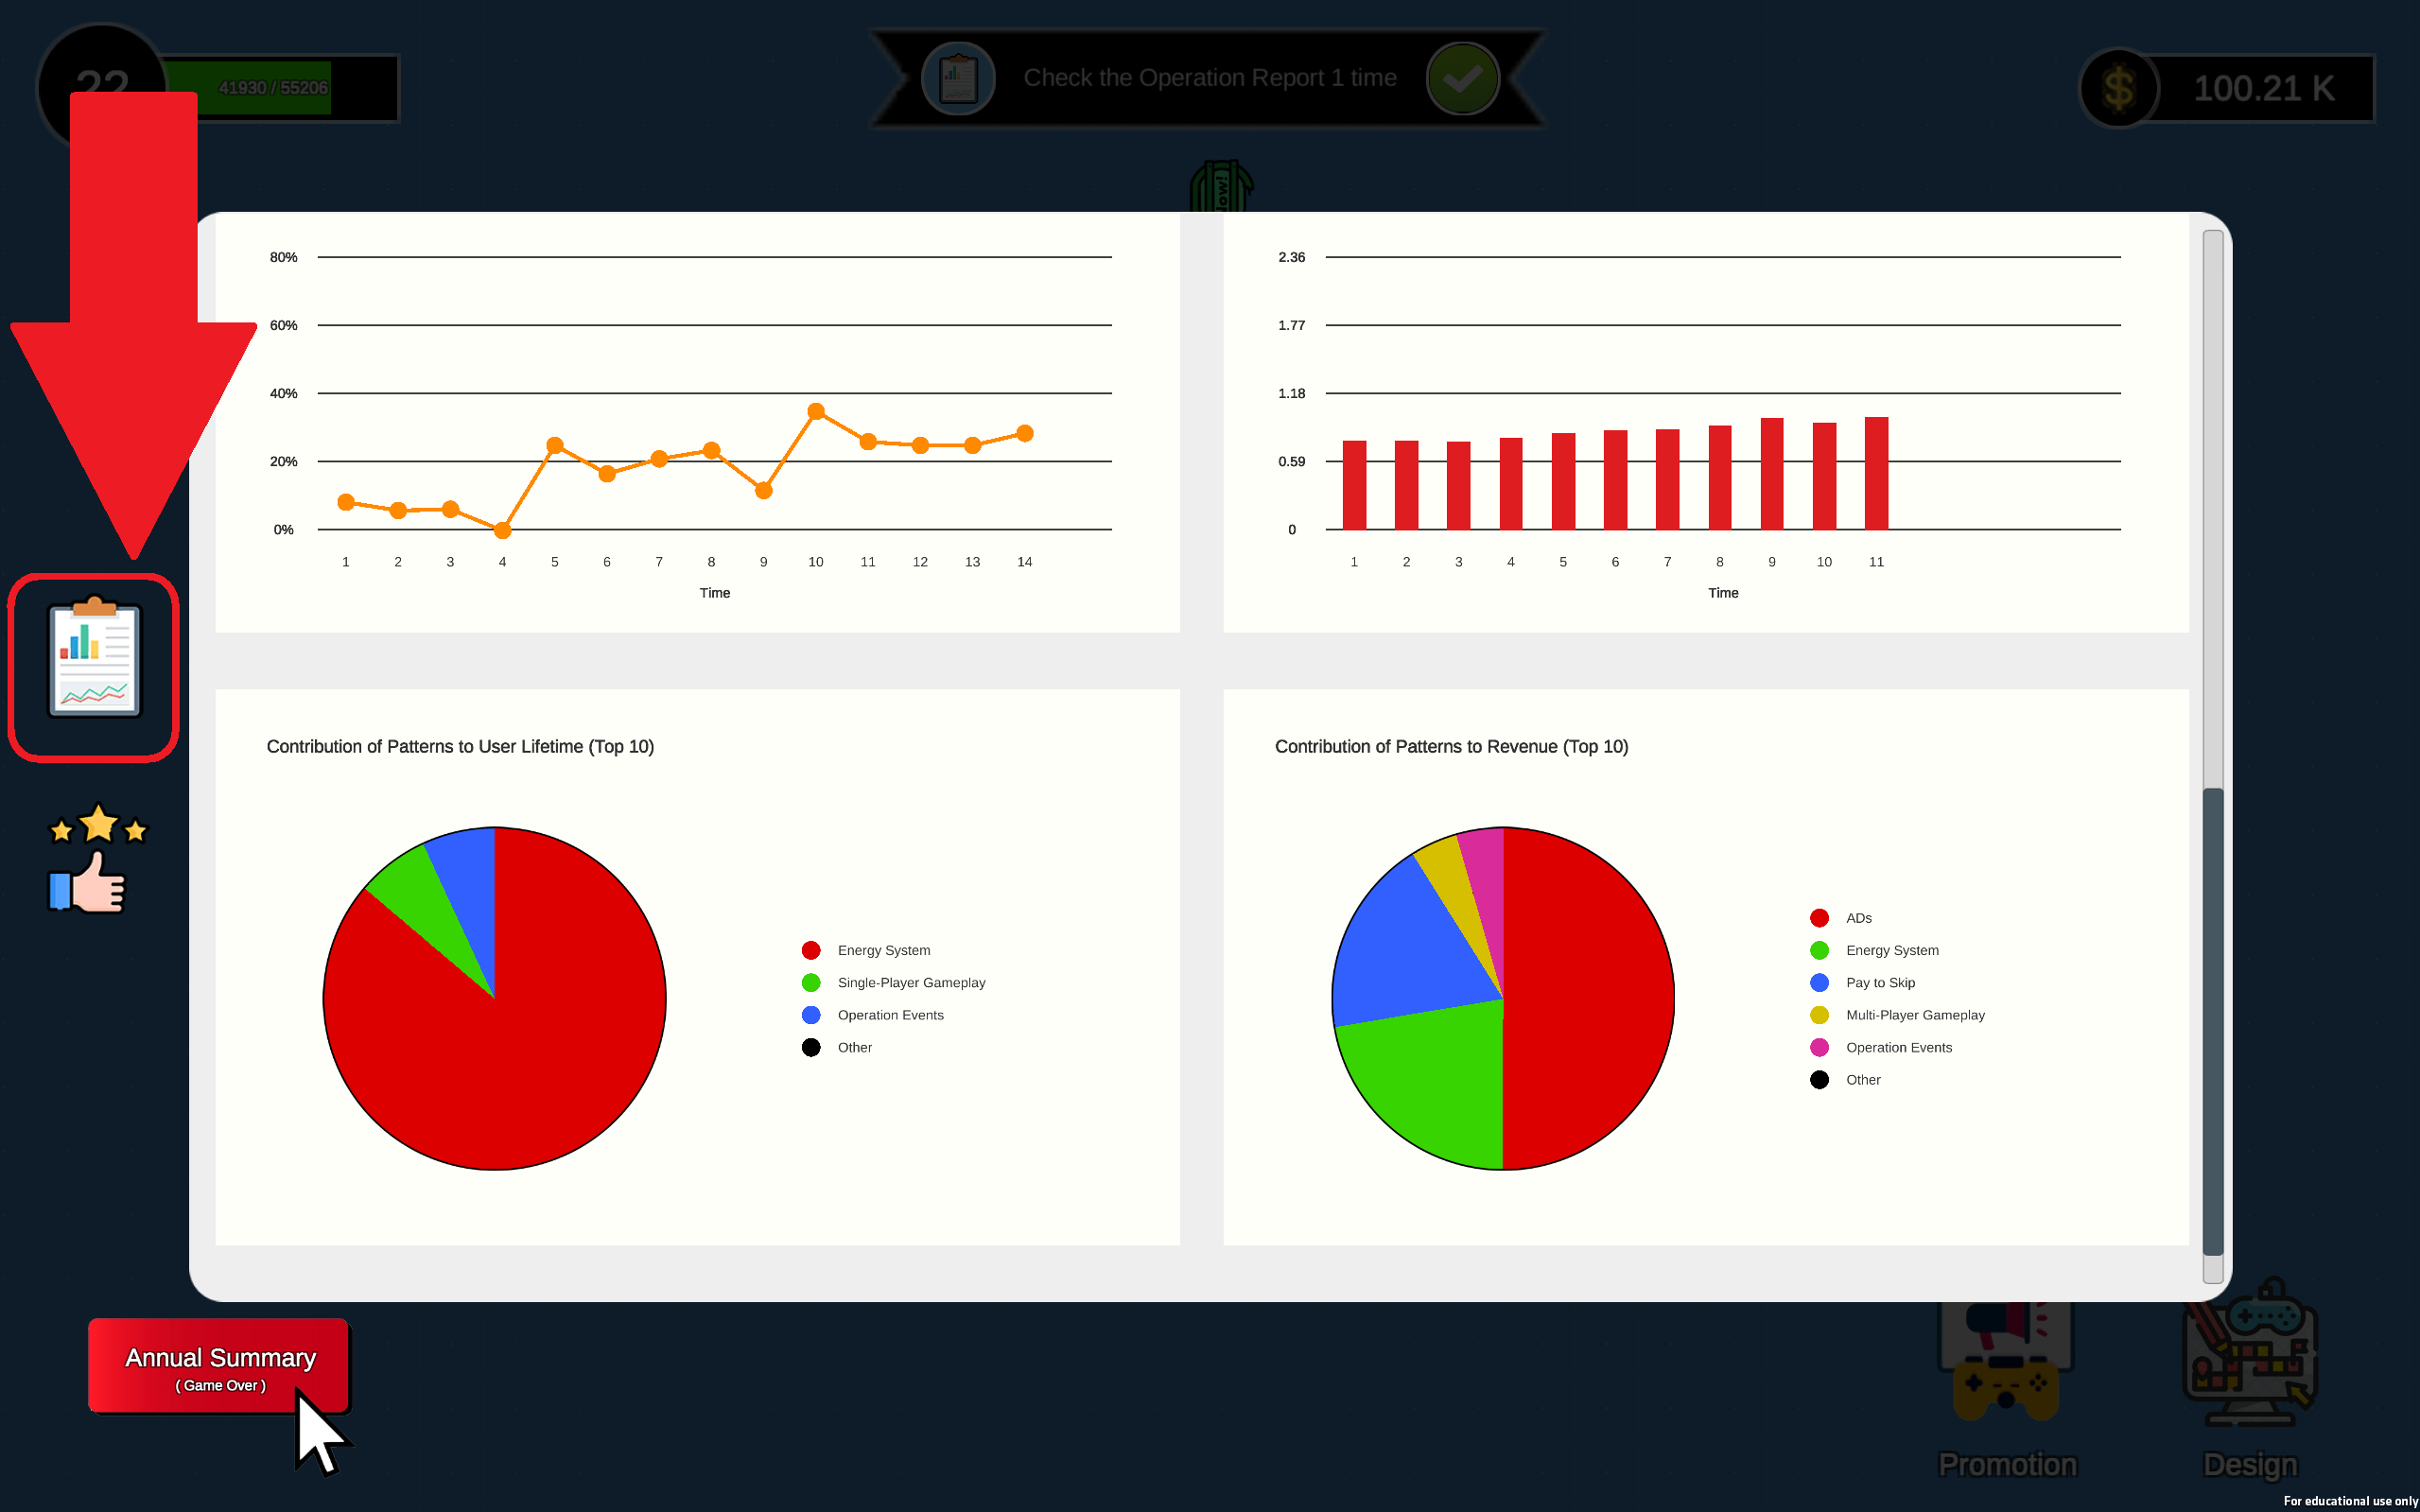 22
41930 / 55206
Check the Operation Report 1 time
$
100.21 K
80%
60%
40%
20%
0%
1 2 3 4 5 6 7 8 9 10 11 12 13 14
Time
2.36
1.77
1.18
0.59
0
1 2 3 4 5 6 7 8 9 10 11
Time
Contribution of Patterns to User Lifetime (Top 10)
Energy System
Single-Player Gameplay
Operation Events
Other
Contribution of Patterns to Revenue (Top 10)
ADs
Energy System
Pay to Skip
Multi-Player Gameplay
Operation Events
Other
Annual Summary
( Game Over )
Promotion
Design
For educational use only